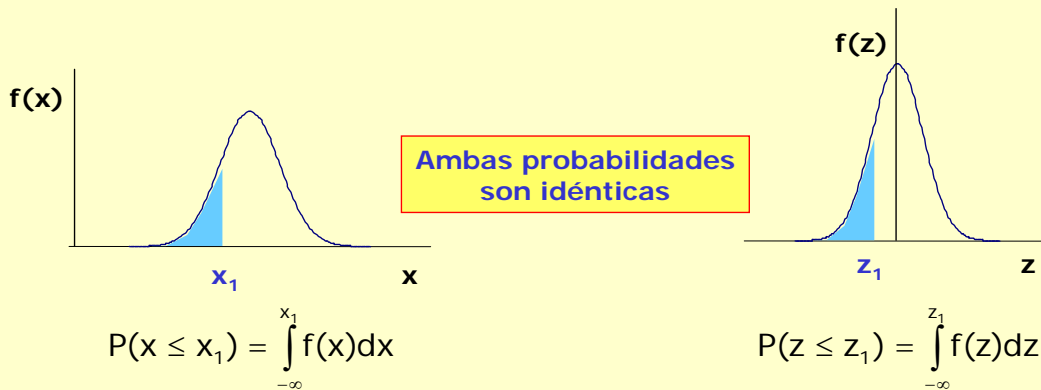 f(x)
x₁
x
P(x ≤ x₁) = ∫_{-∞}^{x₁} f(x)dx
Ambas probabilidades
son idénticas
f(z)
z₁
z
P(z ≤ z₁) = ∫_{-∞}^{z₁} f(z)dz